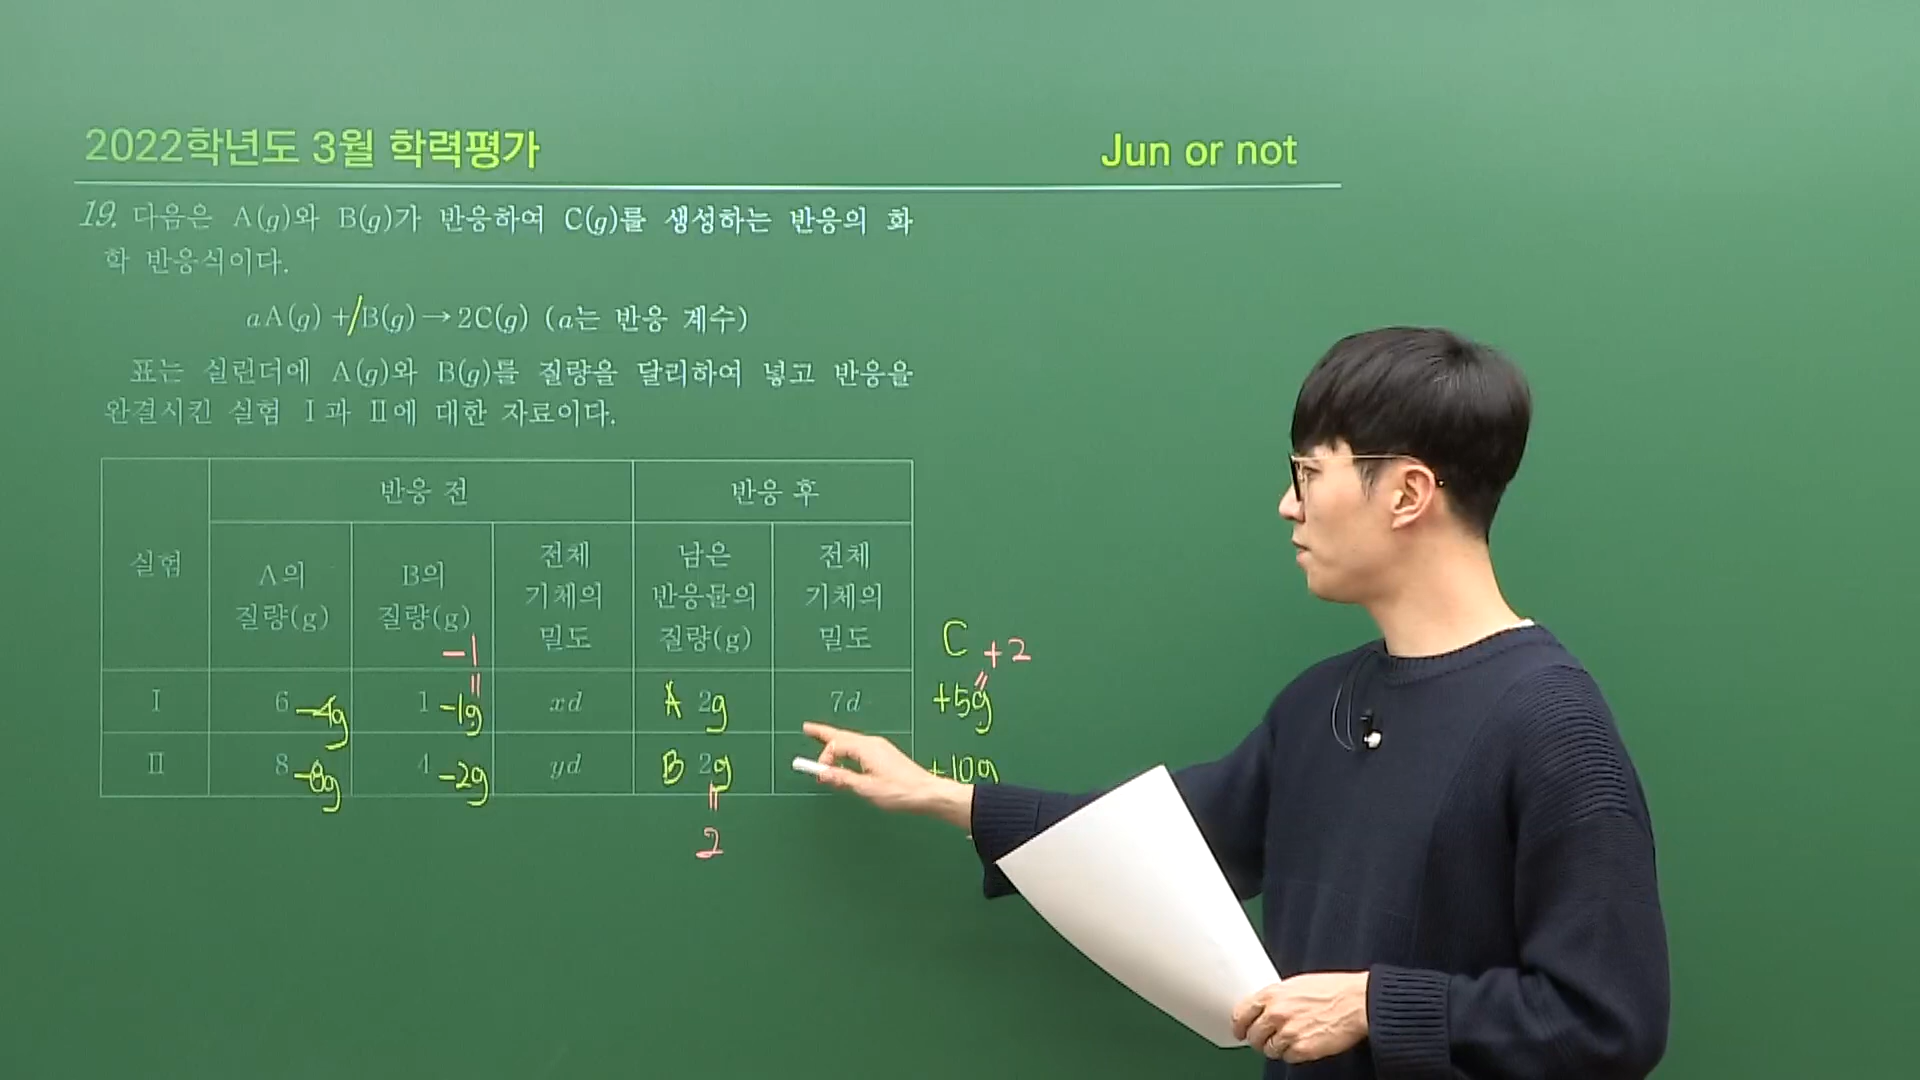 2022학년도 3월 학력평가
Jun or not
19. 다음은 A(g)와 B(g)가 반응하여 C(g)를 생성하는 반응의 화
학 반응식이다.
aA(g) + B(g) → 2C(g) (a는 반응 계수)
표는 실린더에 A(g)와 B(g)를 질량을 달리하여 넣고 반응을
완결시킨 실험 Ⅰ과 Ⅱ에 대한 자료이다.
실험 반응 전 반응 후
A의 질량(g) B의 질량(g) 전체 기체의 밀도 남은 반응물의 질량(g) 전체 기체의 밀도
C
-1 +2
Ⅰ 6 -4g 1 -1g xd A 2g 7d +5g
Ⅱ 8 -8g 4 -2g yd B 2g +10g
2